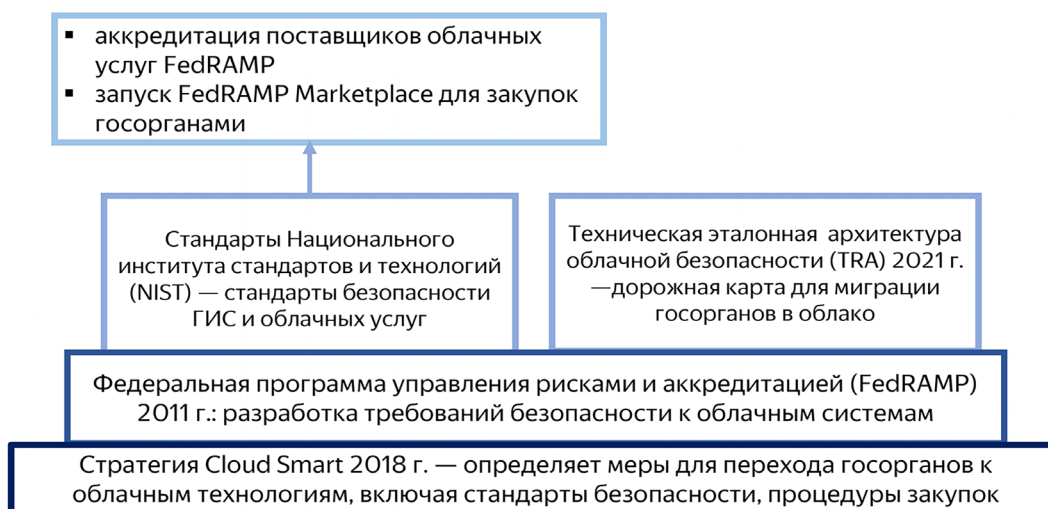 ▪ аккредитация поставщиков облачных
услуг FedRAMP
▪ запуск FedRAMP Marketplace для закупок
госорганами
Стандарты Национального
института стандартов и технологий
(NIST) — стандарты безопасности
ГИС и облачных услуг
Техническая эталонная архитектура
облачной безопасности (TRA) 2021 г.
—дорожная карта для миграции
госорганов в облако
Федеральная программа управления рисками и аккредитацией (FedRAMP)
2011 г.: разработка требований безопасности к облачным системам
Стратегия Cloud Smart 2018 г. — определяет меры для перехода госорганов к
облачным технологиям, включая стандарты безопасности, процедуры закупок